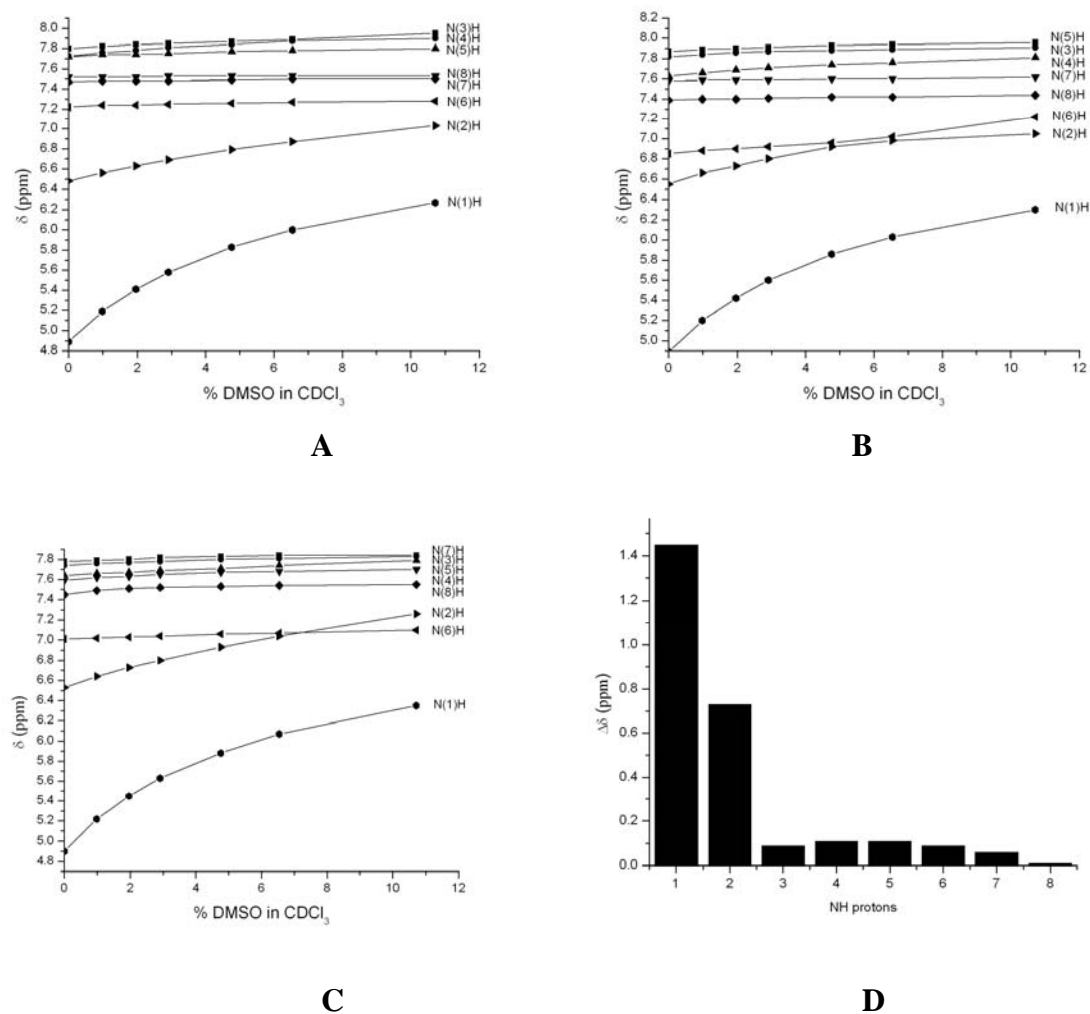 8.0
7.8
7.6
7.4
7.2
7.0
6.8
6.6
6.4
6.2
6.0
5.8
5.6
5.4
5.2
5.0
4.8
δ (ppm)
N(3)H
N(4)H
N(5)H
N(8)H
N(7)H
N(6)H
N(2)H
N(1)H
0 2 4 6 8 10 12
% DMSO in CDCl₃
A
8.2
8.0
7.8
7.6
7.4
7.2
7.0
6.8
6.6
6.4
6.2
6.0
5.8
5.6
5.4
5.2
5.0
δ (ppm)
N(5)H
N(3)H
N(4)H
N(7)H
N(8)H
N(6)H
N(2)H
N(1)H
0 2 4 6 8 10 12
% DMSO in CDCl₃
B
7.8
7.6
7.4
7.2
7.0
6.8
6.6
6.4
6.2
6.0
5.8
5.6
5.4
5.2
5.0
4.8
δ (ppm)
N(7)H
N(3)H
N(5)H
N(4)H
N(8)H
N(2)H
N(6)H
N(1)H
0 2 4 6 8 10 12
% DMSO in CDCl₃
C
1.4
1.2
1.0
0.8
0.6
0.4
0.2
0.0
Δδ (ppm)
1 2 3 4 5 6 7 8
NH protons
D